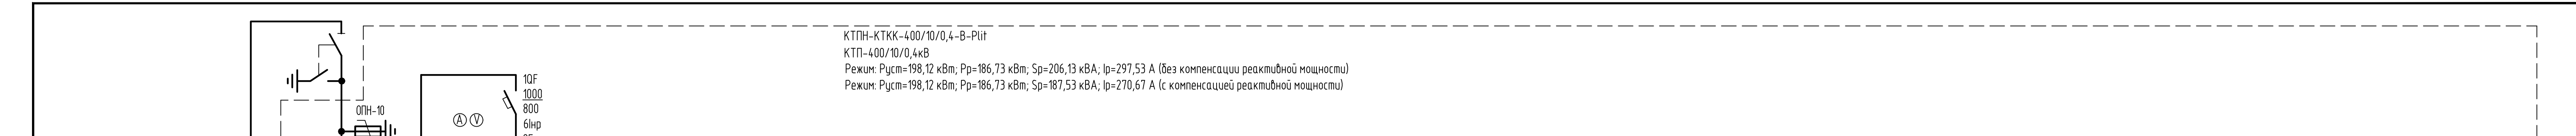 КТПН-КТКК-400/10/0,4-В-Plit
КТП-400/10/0,4кВ
Режим: Руст=198,12 кВт; Рр=186,73 кВт; Sр=206,13 кВА; Iр=297,53 А (без компенсации реактивной мощности)
Режим: Руст=198,12 кВт; Рр=186,73 кВт; Sр=187,53 кВА; Iр=270,67 А (с компенсацией реактивной мощности)
1QF
1000
800
6Iнр
ОПН-10
A V